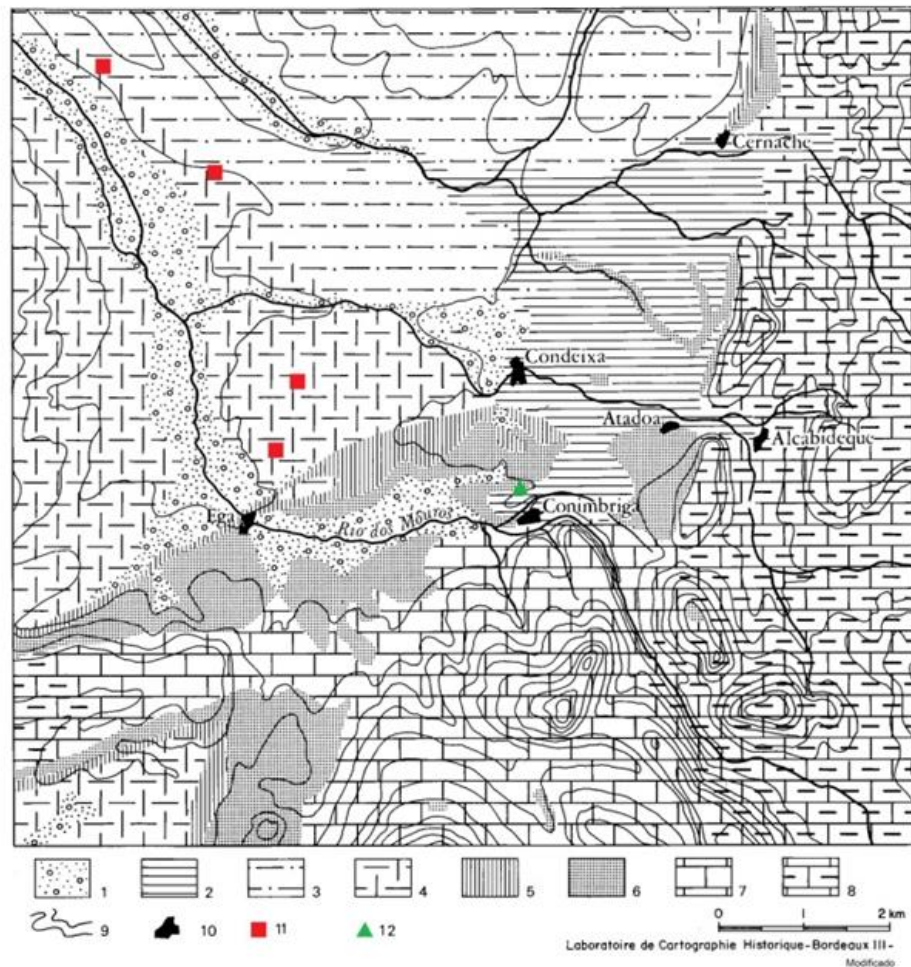 Cernache
Condeixa
Atadoa
Alcabideque
Conimbriga
Ega
Rio dos Mouros
1 2 3 4 5 6 7 8
9 10 11 12
0 1 2 km
Laboratoire de Cartographie Historique-Bordeaux III-
Modificado